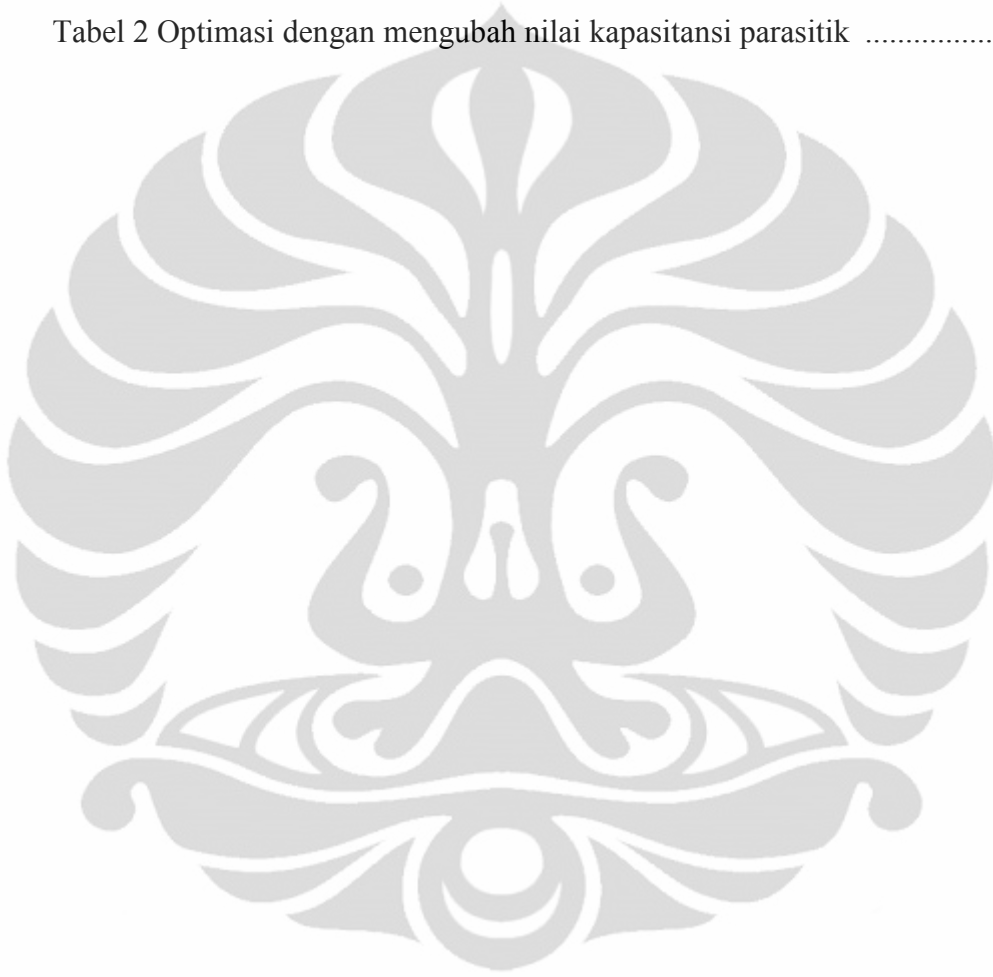 Tabel 2 Optimasi dengan mengubah nilai kapasitansi parasitik ................